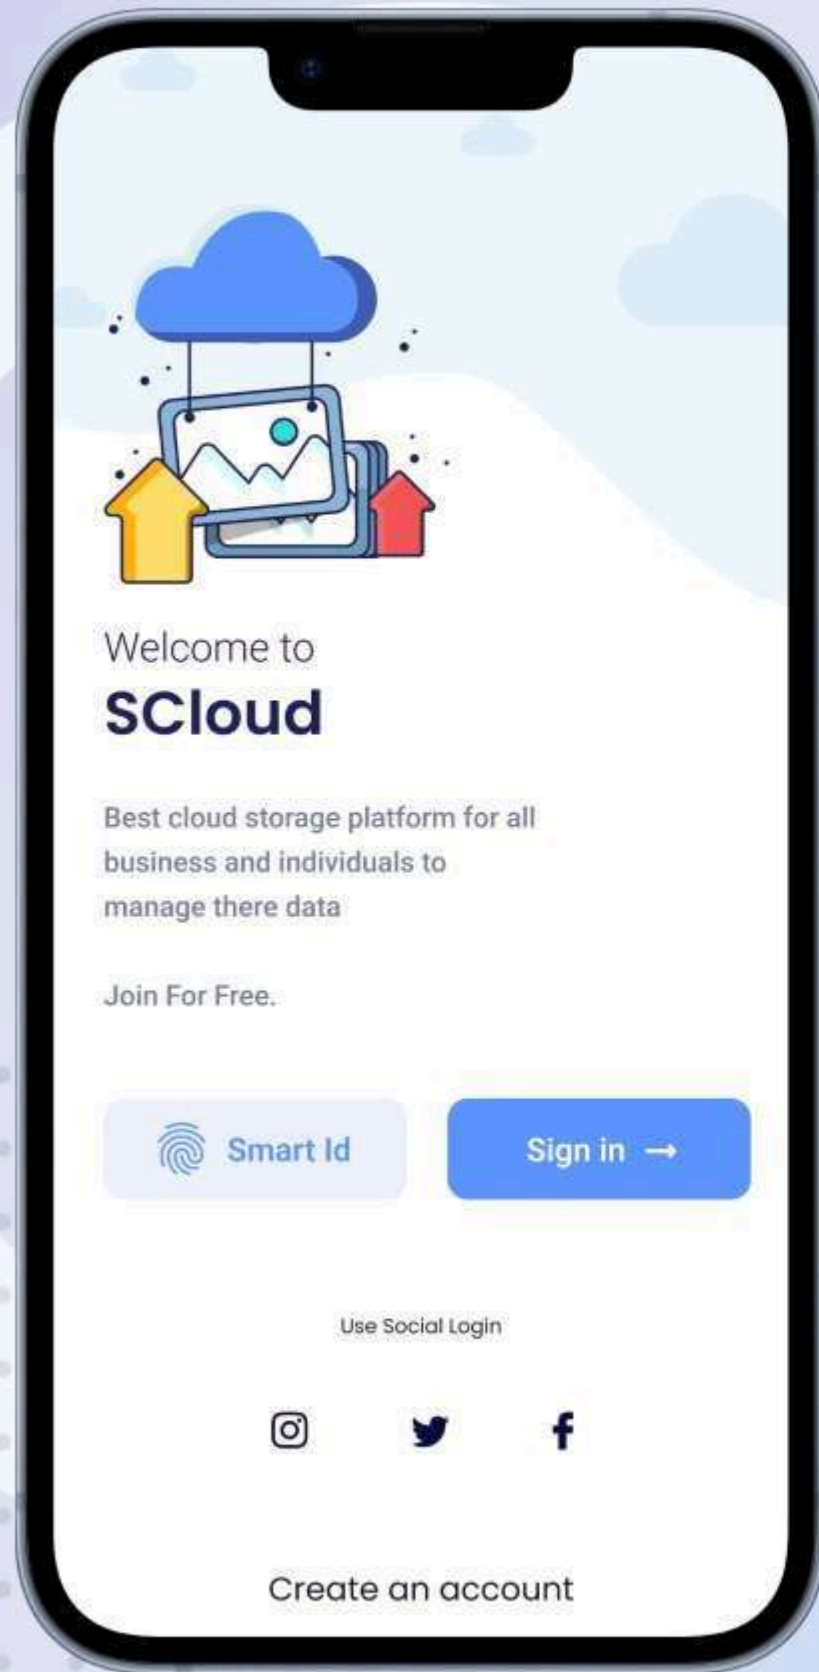 Welcome to
SCloud
Best cloud storage platform for all
business and individuals to
manage there data
Join For Free.
Smart Id
Sign in →
Use Social Login
Create an account